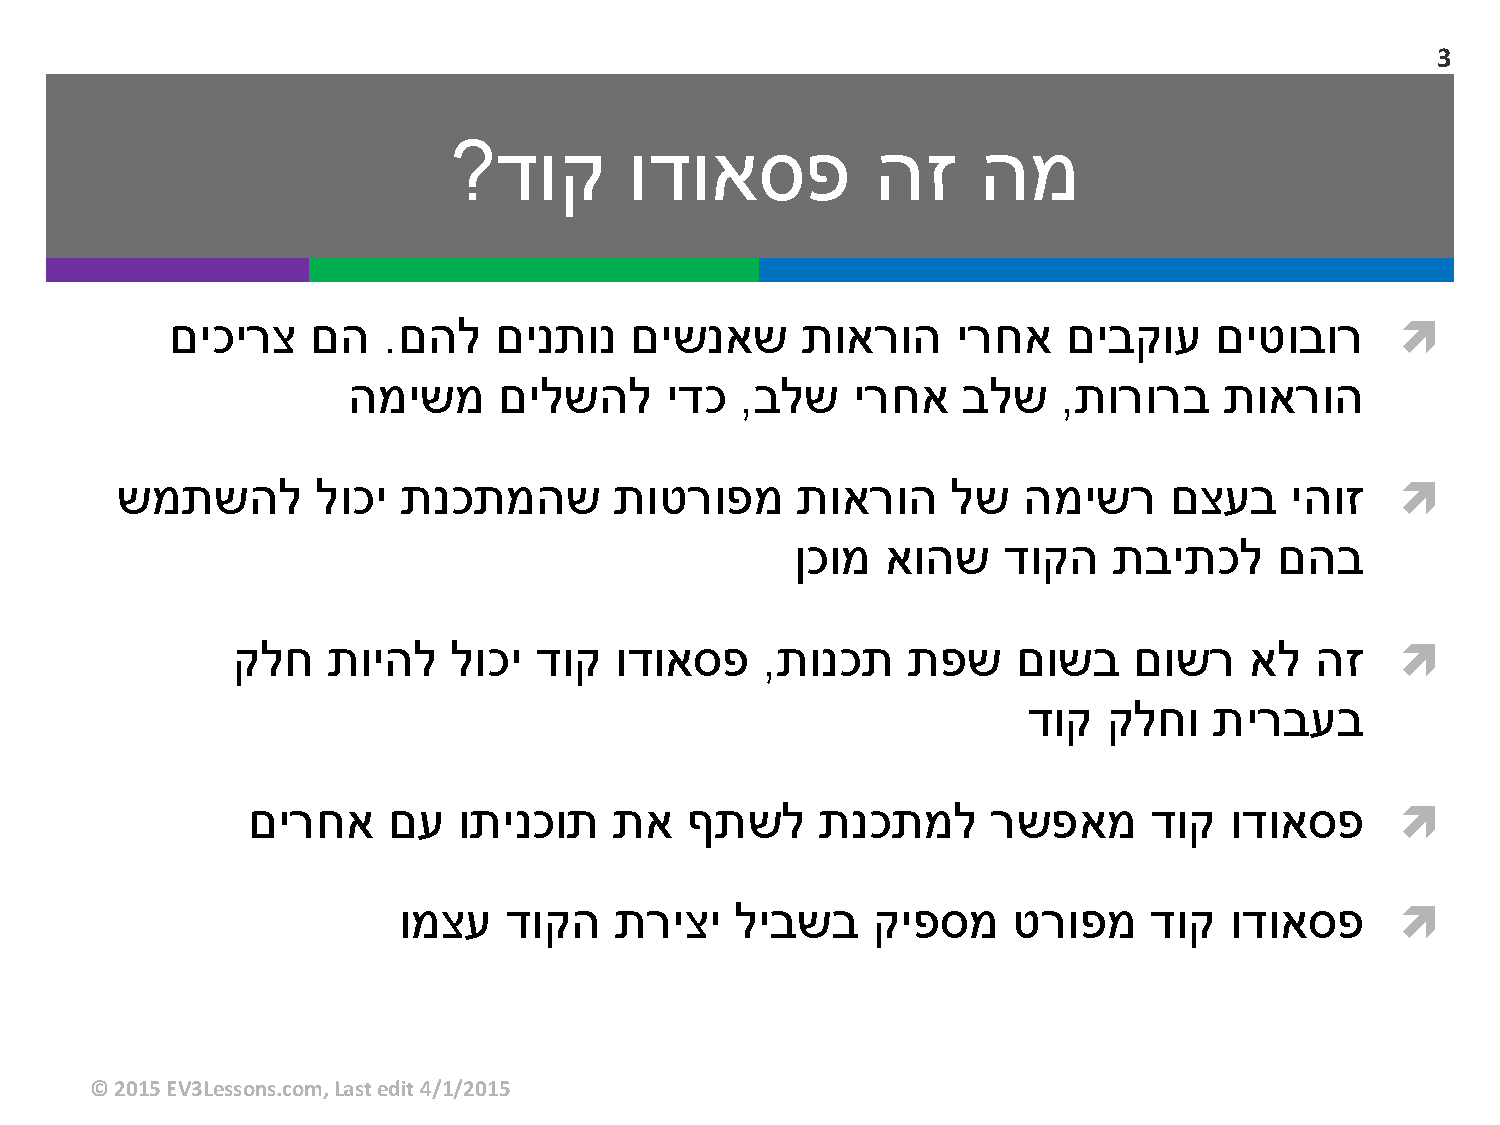 3
מה זה פסאודו קוד?
רובוטים עוקבים אחרי הוראות שאנשים נותנים להם. הם צריכים
הוראות ברורות, שלב אחרי שלב, כדי להשלים משימה
זוהי בעצם רשימה של הוראות מפורטות שהמתכנת יכול להשתמש
בהם לכתיבת הקוד שהוא מוכן
זה לא רשום בשום שפת תכנות, פסאודו קוד יכול להיות חלק
בעברית וחלק קוד
פסאודו קוד מאפשר למתכנת לשתף את תוכניתו עם אחרים
פסאודו קוד מפורט מספיק בשביל יצירת הקוד עצמו
© 2015 EV3Lessons.com, Last edit 4/1/2015